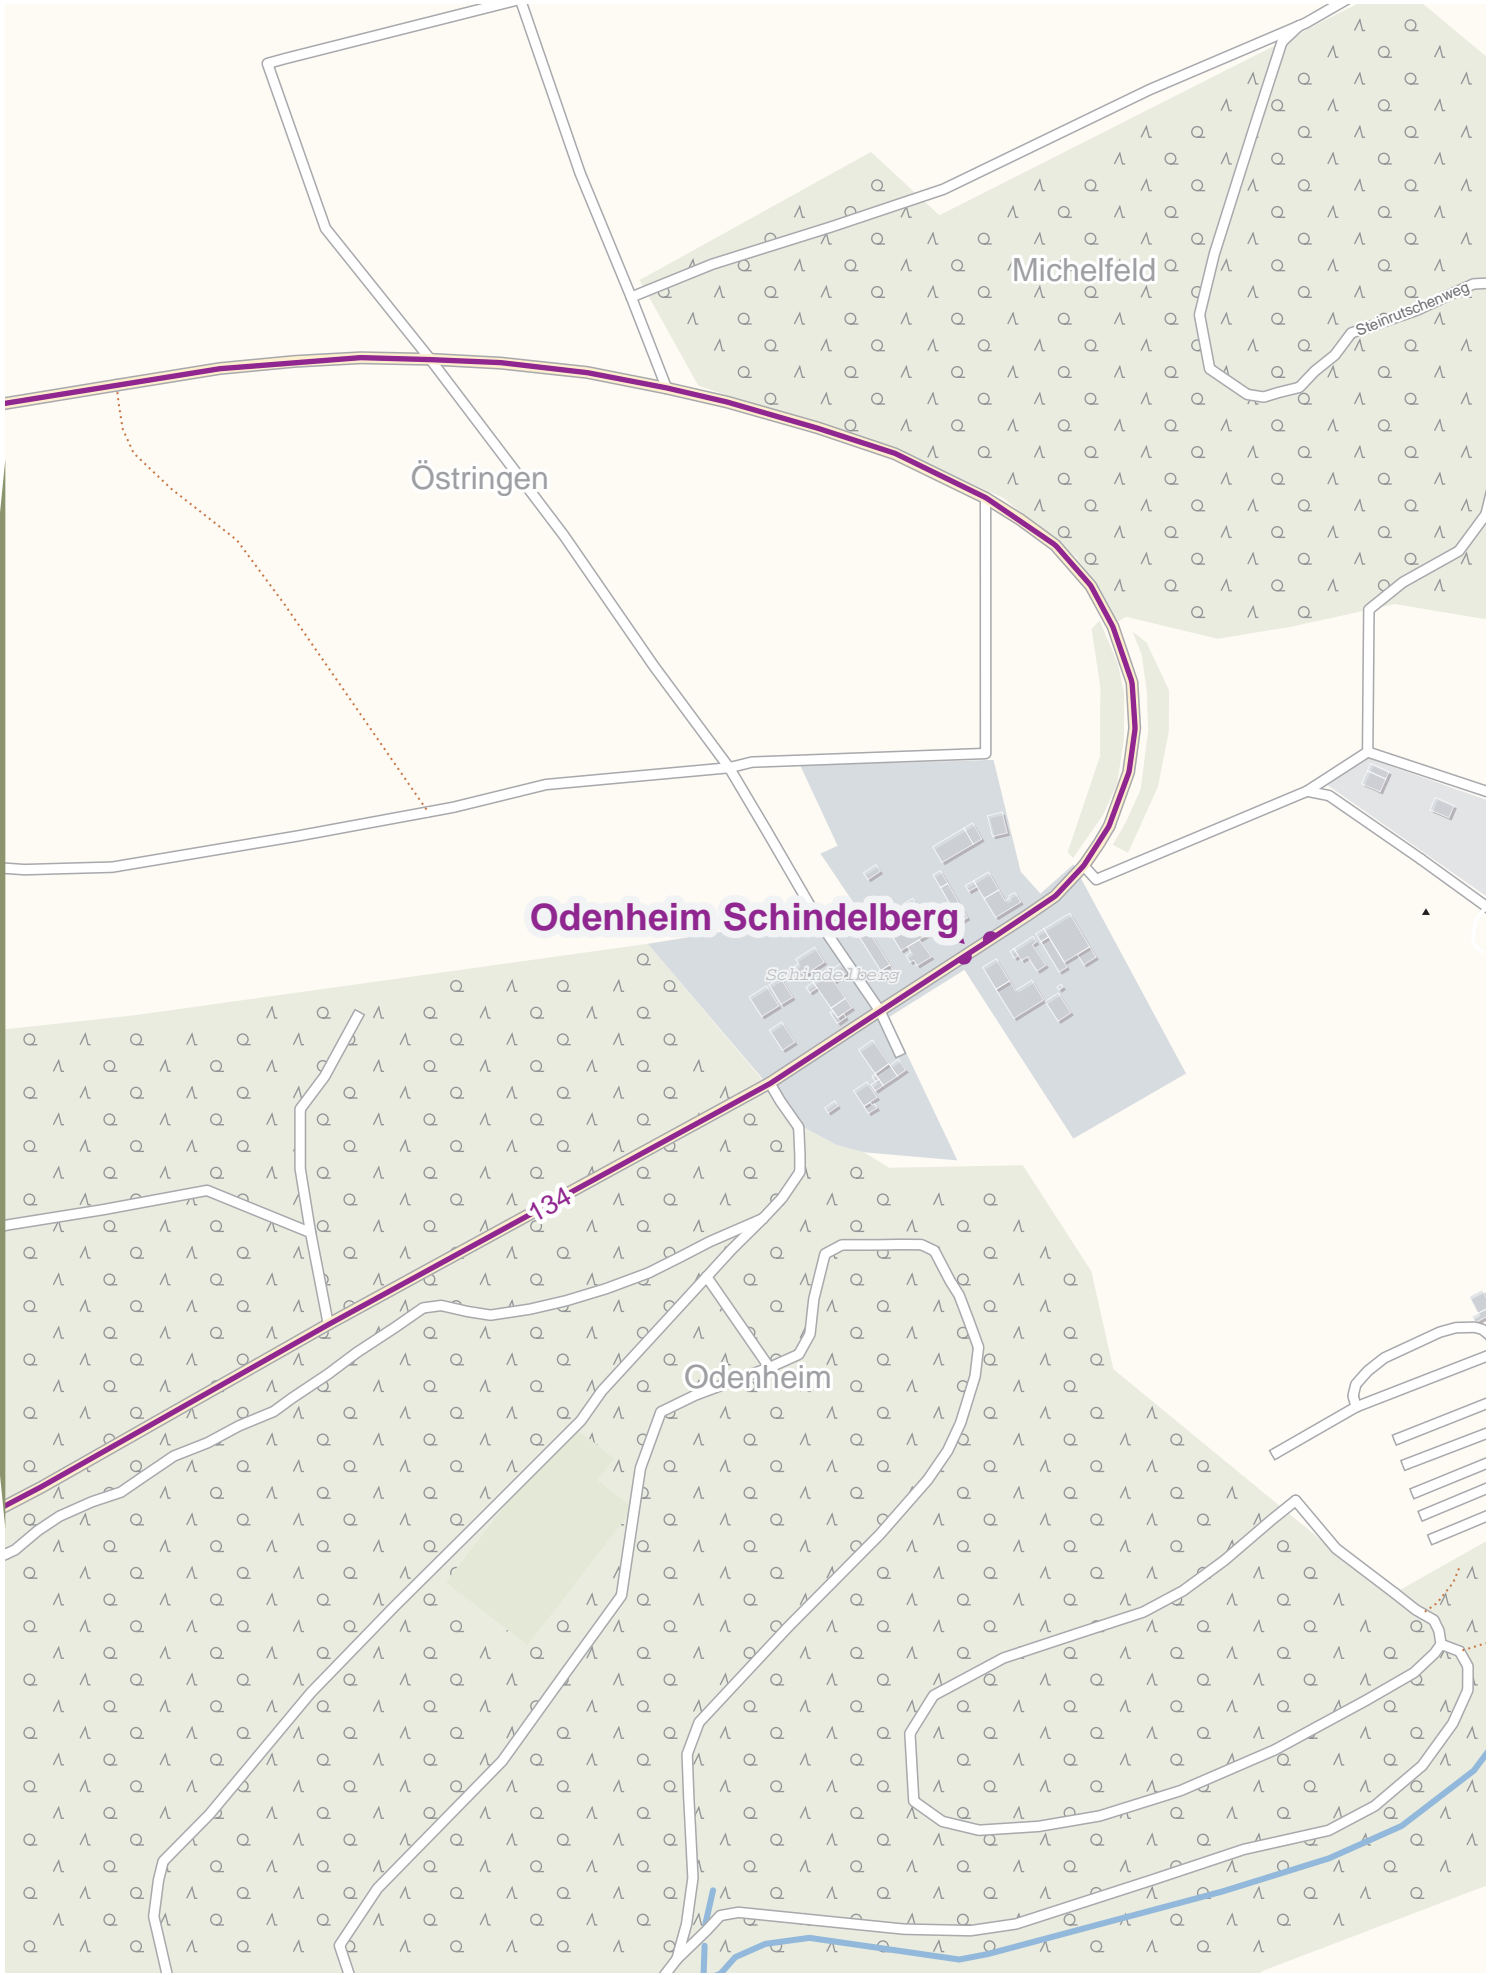 Michelfeld
Steinrutschenweg
Östringen
Odenheim Schindelberg
Schindelberg
134
Odenheim